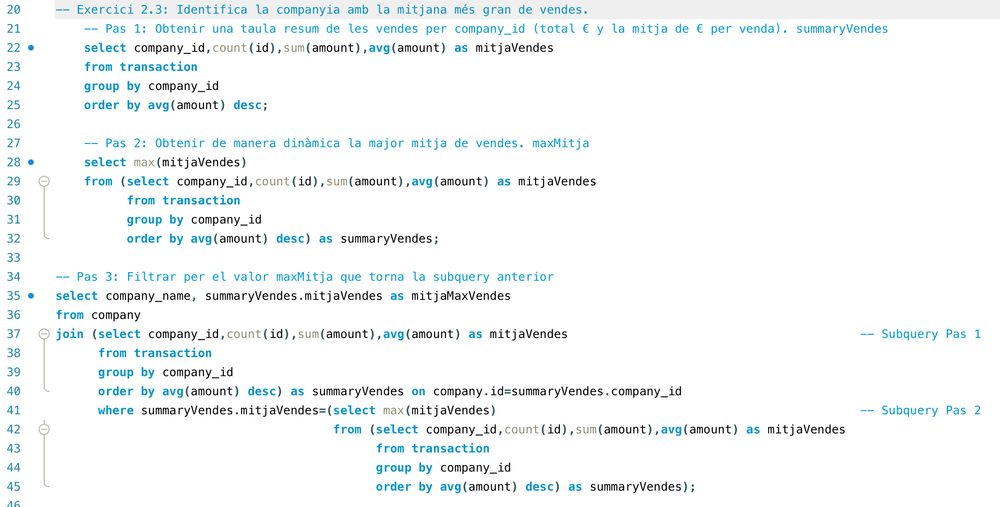 20 -- Exercici 2.3: Identifica la companyia amb la mitjana més gran de vendes.
21 -- Pas 1: Obtenir una taula resum de les vendes per company_id (total € y la mitja de € per venda). summaryVendes
22 select company_id,count(id),sum(amount),avg(amount) as mitjaVendes
23 from transaction
24 group by company_id
25 order by avg(amount) desc;
26
27 -- Pas 2: Obtenir de manera dinàmica la major mitja de vendes. maxMitja
28 select max(mitjaVendes)
29 from (select company_id,count(id),sum(amount),avg(amount) as mitjaVendes
30 from transaction
31 group by company_id
32 order by avg(amount) desc) as summaryVendes;
33
34 -- Pas 3: Filtrar per el valor maxMitja que torna la subquery anterior
35 select company_name, summaryVendes.mitjaVendes as mitjaMaxVendes
36 from company
37 join (select company_id,count(id),sum(amount),avg(amount) as mitjaVendes -- Subquery Pas 1
38 from transaction
39 group by company_id
40 order by avg(amount) desc) as summaryVendes on company.id=summaryVendes.company_id
41 where summaryVendes.mitjaVendes=(select max(mitjaVendes) -- Subquery Pas 2
42 from (select company_id,count(id),sum(amount),avg(amount) as mitjaVendes
43 from transaction
44 group by company_id
45 order by avg(amount) desc) as summaryVendes);
46